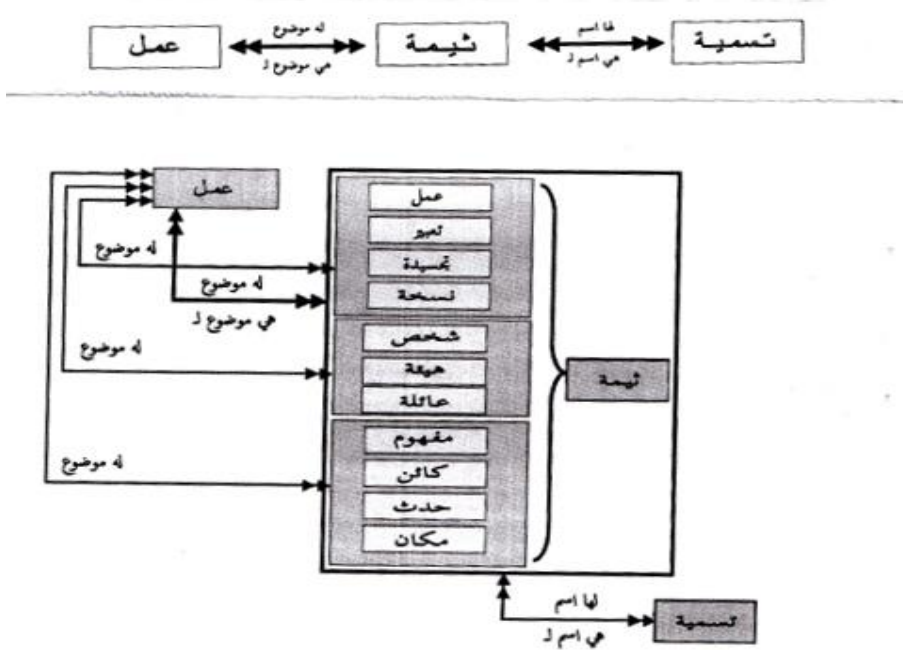 عمل
له موضوع
هي موضوع لـ
ثيمة
لها اسم
هي اسم لـ
تسمية
عمل
له موضوع
له موضوع
هي موضوع لـ
له موضوع
له موضوع
عمل
تعبير
تجسيدة
نسخة
شخص
هيئة
عائلة
مفهوم
كائن
حدث
مكان
ثيمة
لها اسم
هي اسم لـ
تسمية